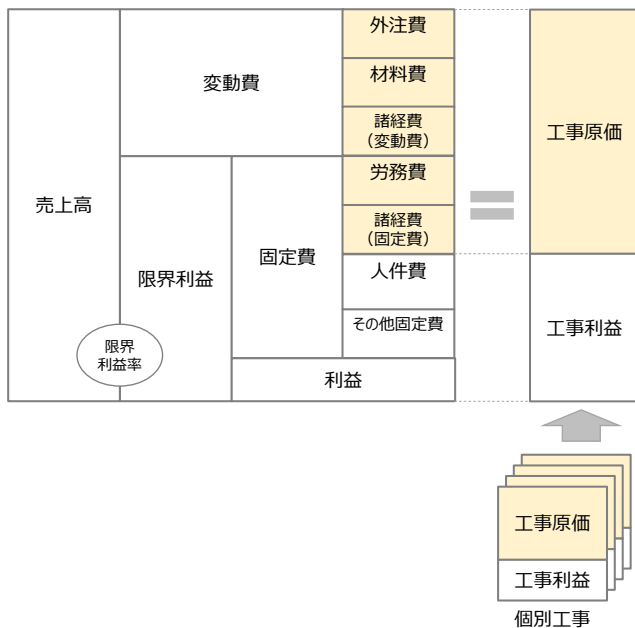 売上高
限界
利益率
変動費
限界利益
固定費
外注費
材料費
諸経費
（変動費）
労務費
諸経費
（固定費）
人件費
その他固定費
利益
工事原価
工事利益
工事原価
工事利益
個別工事